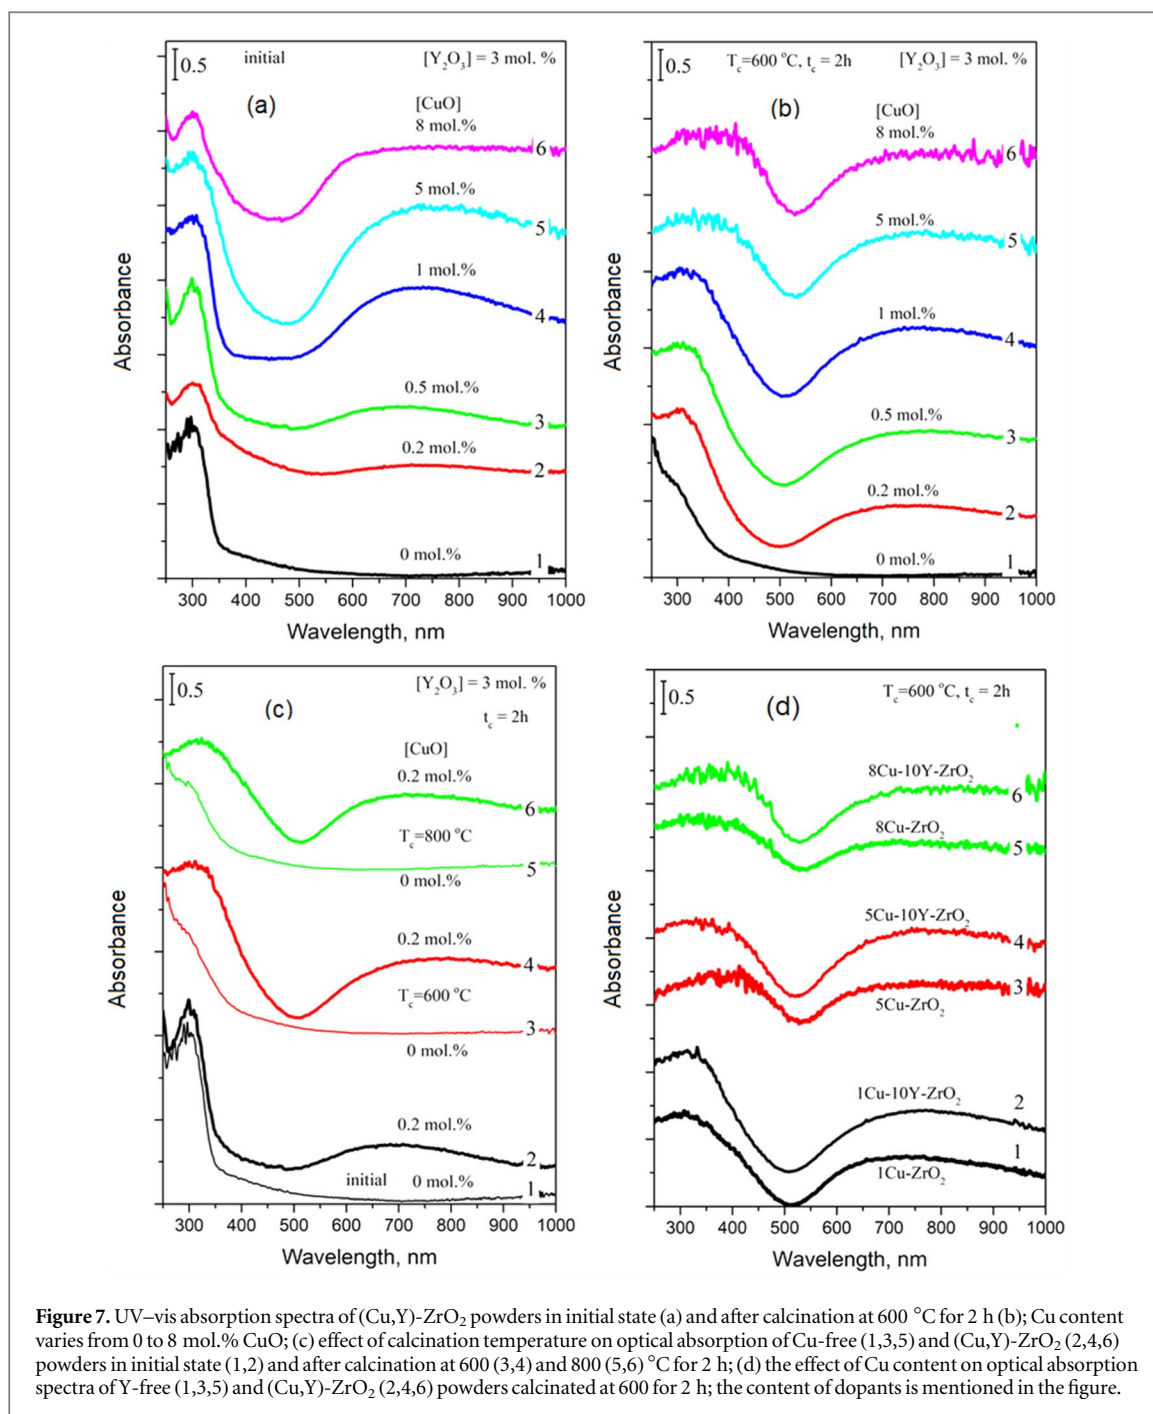 0.5 initial [Y₂O₃] = 3 mol. %
(a)
[CuO]
8 mol.%
6
5 mol.%
5
1 mol.%
4
0.5 mol.%
3
0.2 mol.%
2
0 mol.%
1
Absorbance
300 400 500 600 700 800 900 1000
Wavelength, nm
0.5 T_c=600 °C, t_c = 2h [Y₂O₃] = 3 mol. %
(b)
[CuO]
8 mol.%
6
5 mol.%
5
1 mol.%
4
0.5 mol.%
3
0.2 mol.%
2
0 mol.%
1
Absorbance
300 400 500 600 700 800 900 1000
Wavelength, nm
0.5 [Y₂O₃] = 3 mol. %
(c)
t_c = 2h
[CuO]
0.2 mol.%
6
T_c=800 °C
5
0 mol.%
0.2 mol.%
4
T_c=600 °C
3
0 mol.%
0.2 mol.%
2
initial 0 mol.% 1
Absorbance
300 400 500 600 700 800 900 1000
Wavelength, nm
0.5 T_c=600 °C, t_c = 2h
(d)
8Cu-10Y-ZrO₂
6
8Cu-ZrO₂
5
5Cu-10Y-ZrO₂
4
3
5Cu-ZrO₂
1Cu-10Y-ZrO₂ 2
1
1Cu-ZrO₂
Absorbance
300 400 500 600 700 800 900 1000
Wavelength, nm
Figure 7. UV–vis absorption spectra of (Cu,Y)-ZrO₂ powders in initial state (a) and after calcination at 600 °C for 2 h (b); Cu content
varies from 0 to 8 mol.% CuO; (c) effect of calcination temperature on optical absorption of Cu-free (1,3,5) and (Cu,Y)-ZrO₂ (2,4,6)
powders in initial state (1,2) and after calcination at 600 (3,4) and 800 (5,6) °C for 2 h; (d) the effect of Cu content on optical absorption
spectra of Y-free (1,3,5) and (Cu,Y)-ZrO₂ (2,4,6) powders calcinated at 600 for 2 h; the content of dopants is mentioned in the figure.